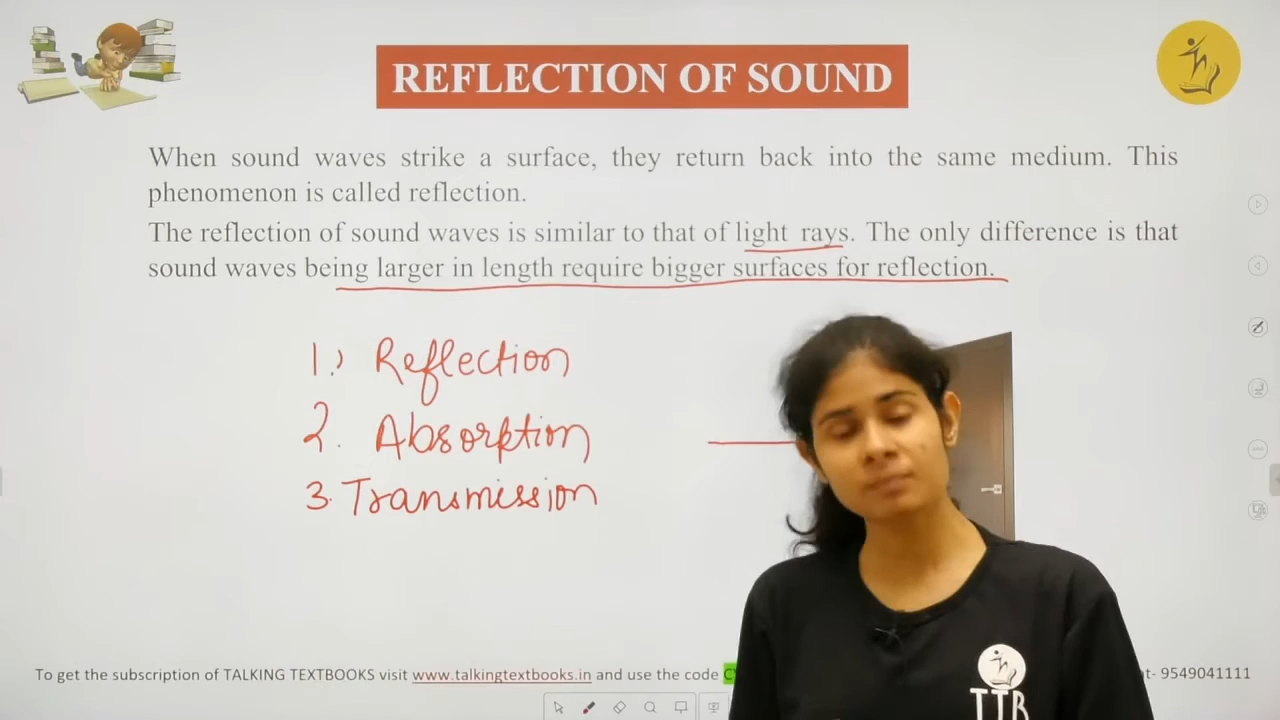 REFLECTION OF SOUND
When sound waves strike a surface, they return back into the same medium. This
phenomenon is called reflection.
The reflection of sound waves is similar to that of light rays. The only difference is that
sound waves being larger in length require bigger surfaces for reflection.
1.) Reflection
2. Absorption
3. Transmission
To get the subscription of TALKING TEXTBOOKS visit www.talkingtextbooks.in and use the code
- 9549041111
TTB